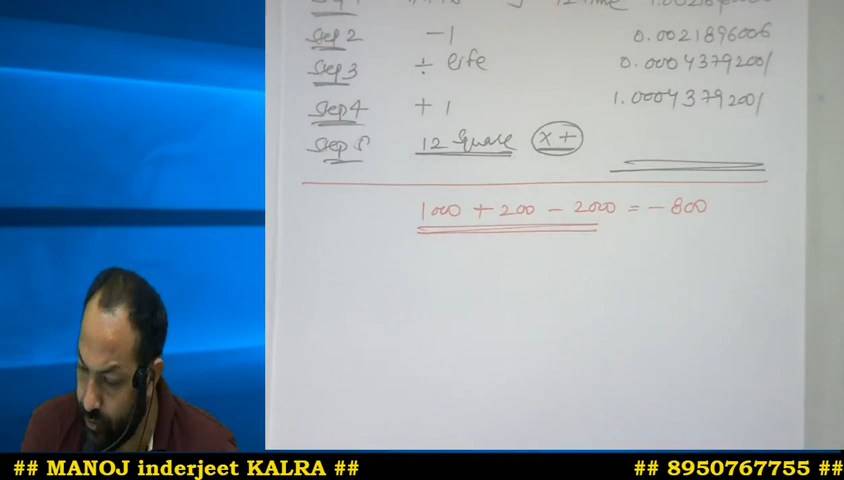 Step 2 -1 0.0021896006
Step 3 ÷ life 0.0004379201
Step 4 + 1 1.0004379201
Step 5 12 Square x +
1000 + 200 - 2000 = - 800
## MANOJ inderjeet KALRA ## ## 8950767755 ##